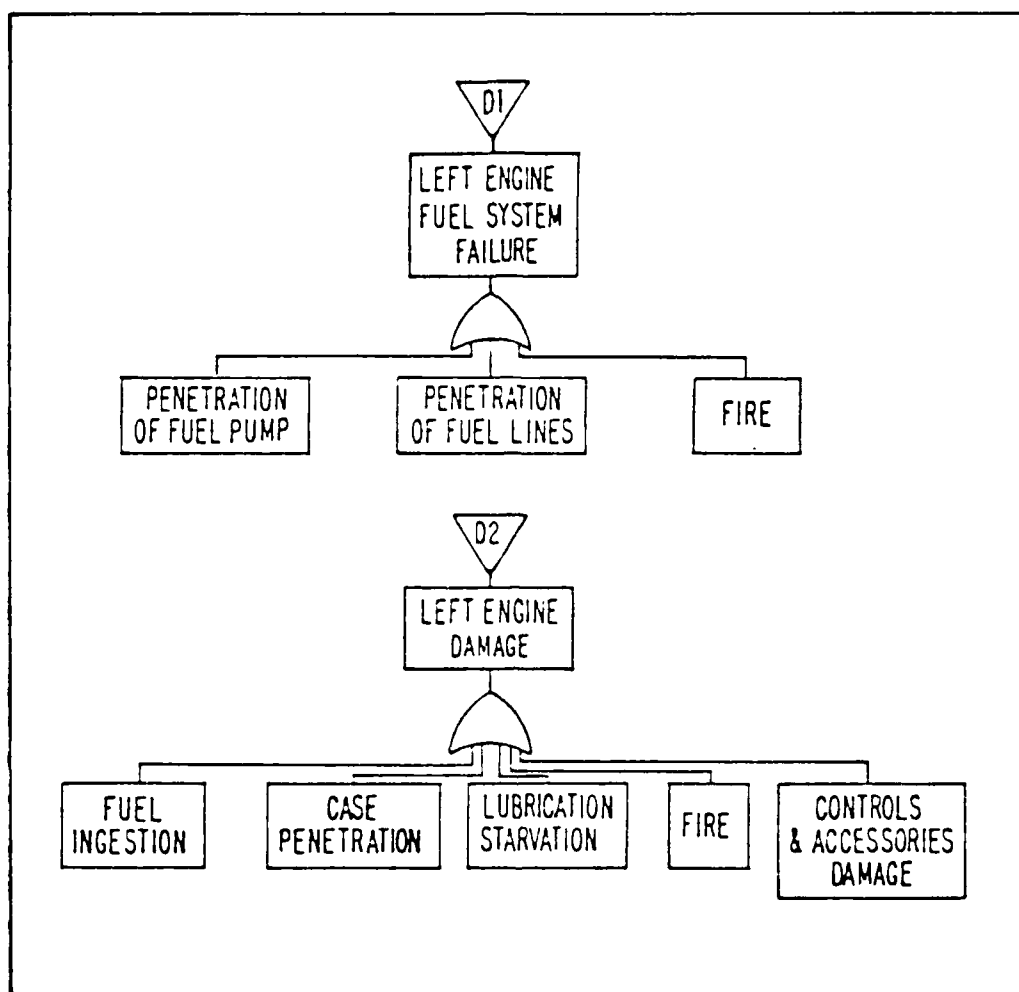 D1
LEFT ENGINE
FUEL SYSTEM
FAILURE
PENETRATION
OF FUEL PUMP
PENETRATION
OF FUEL LINES
FIRE
D2
LEFT ENGINE
DAMAGE
FUEL
INGESTION
CASE
PENETRATION
LUBRICATION
STARVATION
FIRE
CONTROLS
& ACCESSORIES
DAMAGE